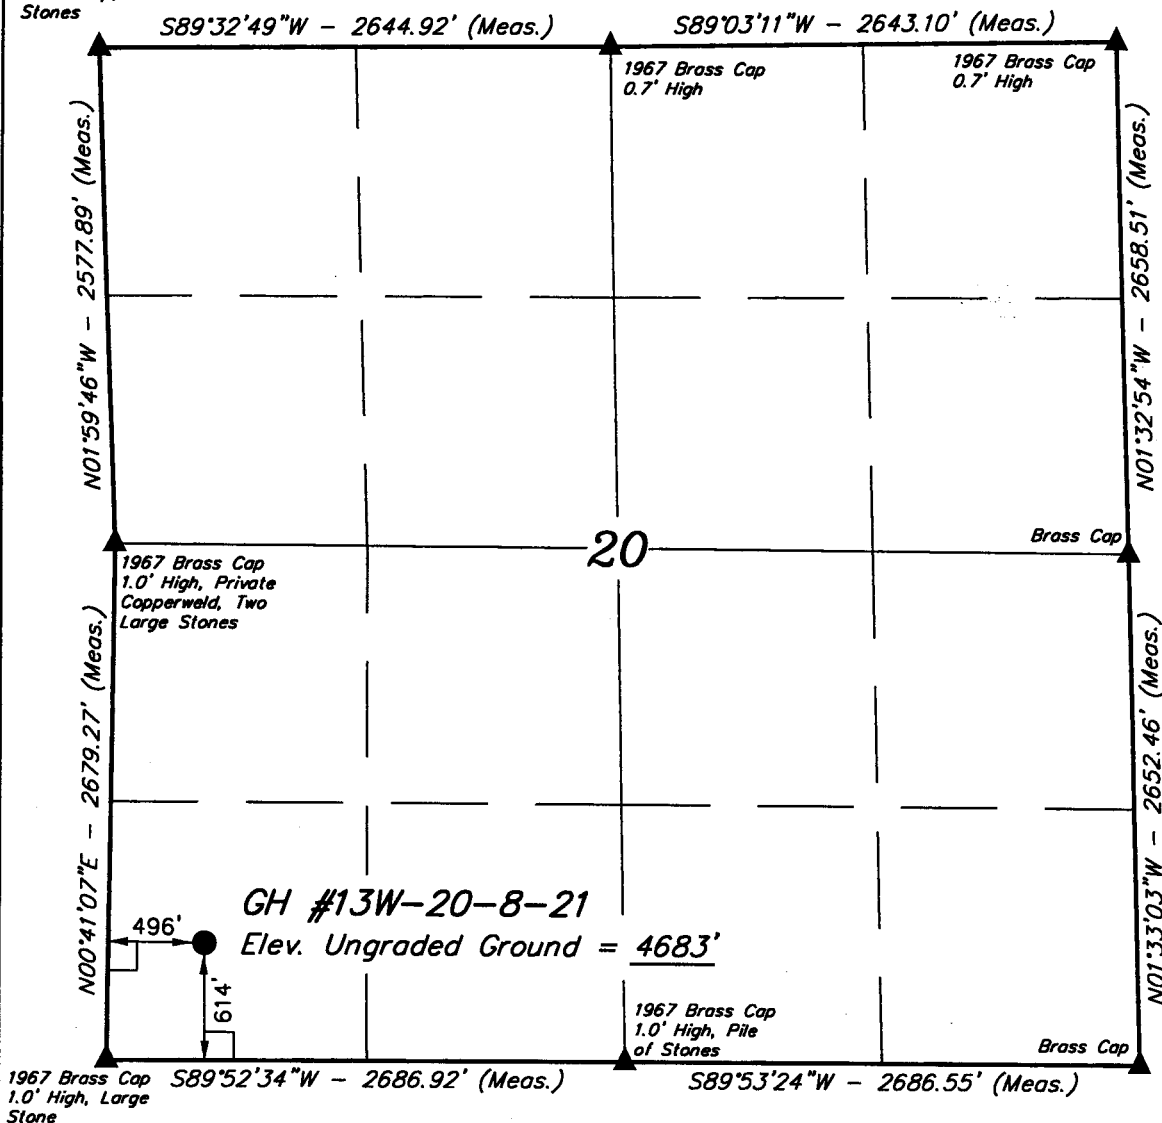 Stones
S89°32'49"W - 2644.92' (Meas.)
S89°03'11"W - 2643.10' (Meas.)
1967 Brass Cap
0.7' High
1967 Brass Cap
0.7' High
N01°59'46"W - 2577.89' (Meas.)
N01°32'54"W - 2658.51' (Meas.)
20
Brass Cap
1967 Brass Cap
1.0' High, Private
Copperweld, Two
Large Stones
N00°41'07"E - 2679.27' (Meas.)
N01°33'03"W - 2652.46' (Meas.)
GH #13W-20-8-21
Elev. Ungraded Ground = 4683'
496'
614'
1967 Brass Cap
1.0' High, Pile
of Stones
Brass Cap
1967 Brass Cap
1.0' High, Large
Stone
S89°52'34"W - 2686.92' (Meas.)
S89°53'24"W - 2686.55' (Meas.)